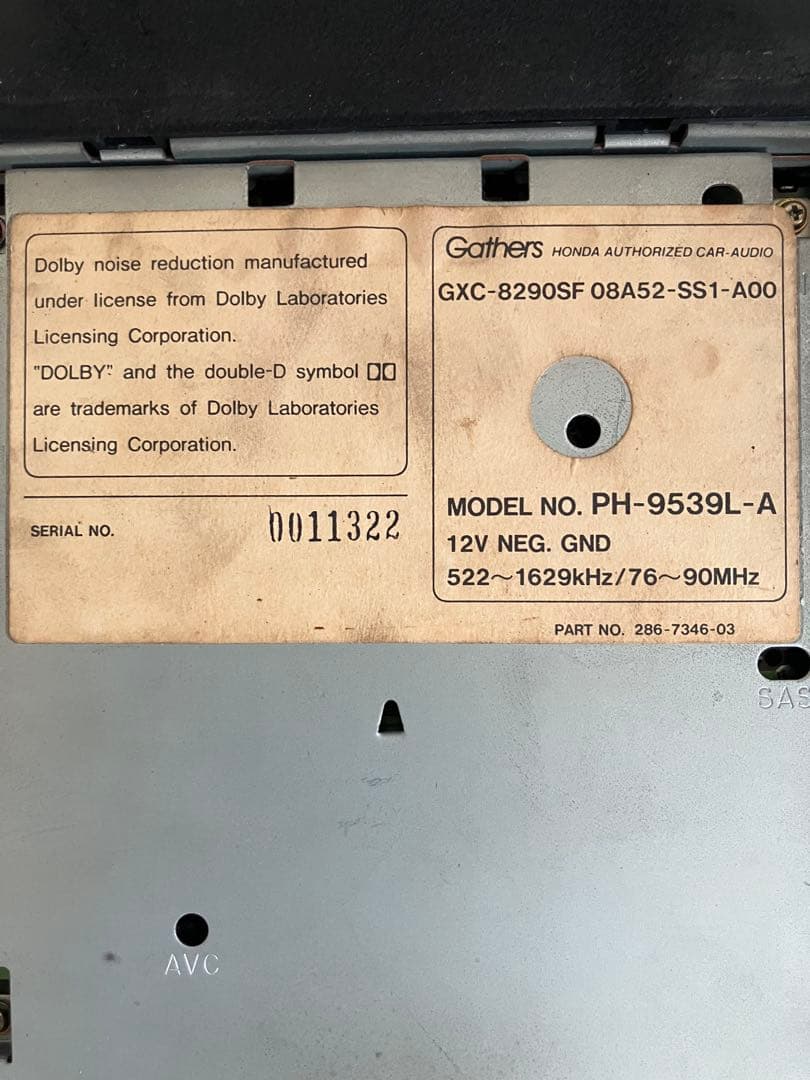 Dolby noise reduction manufactured
under license from Dolby Laboratories
Licensing Corporation.
"DOLBY" and the double-D symbol
are trademarks of Dolby Laboratories
Licensing Corporation.
SERIAL NO. 0011322
Gathers HONDA AUTHORIZED CAR-AUDIO
GXC-8290SF 08A52-SS1-A00
MODEL NO. PH-9539L-A
12V NEG. GND
522～1629kHz/76～90MHz
PART NO. 286-7346-03
SAS
AVC